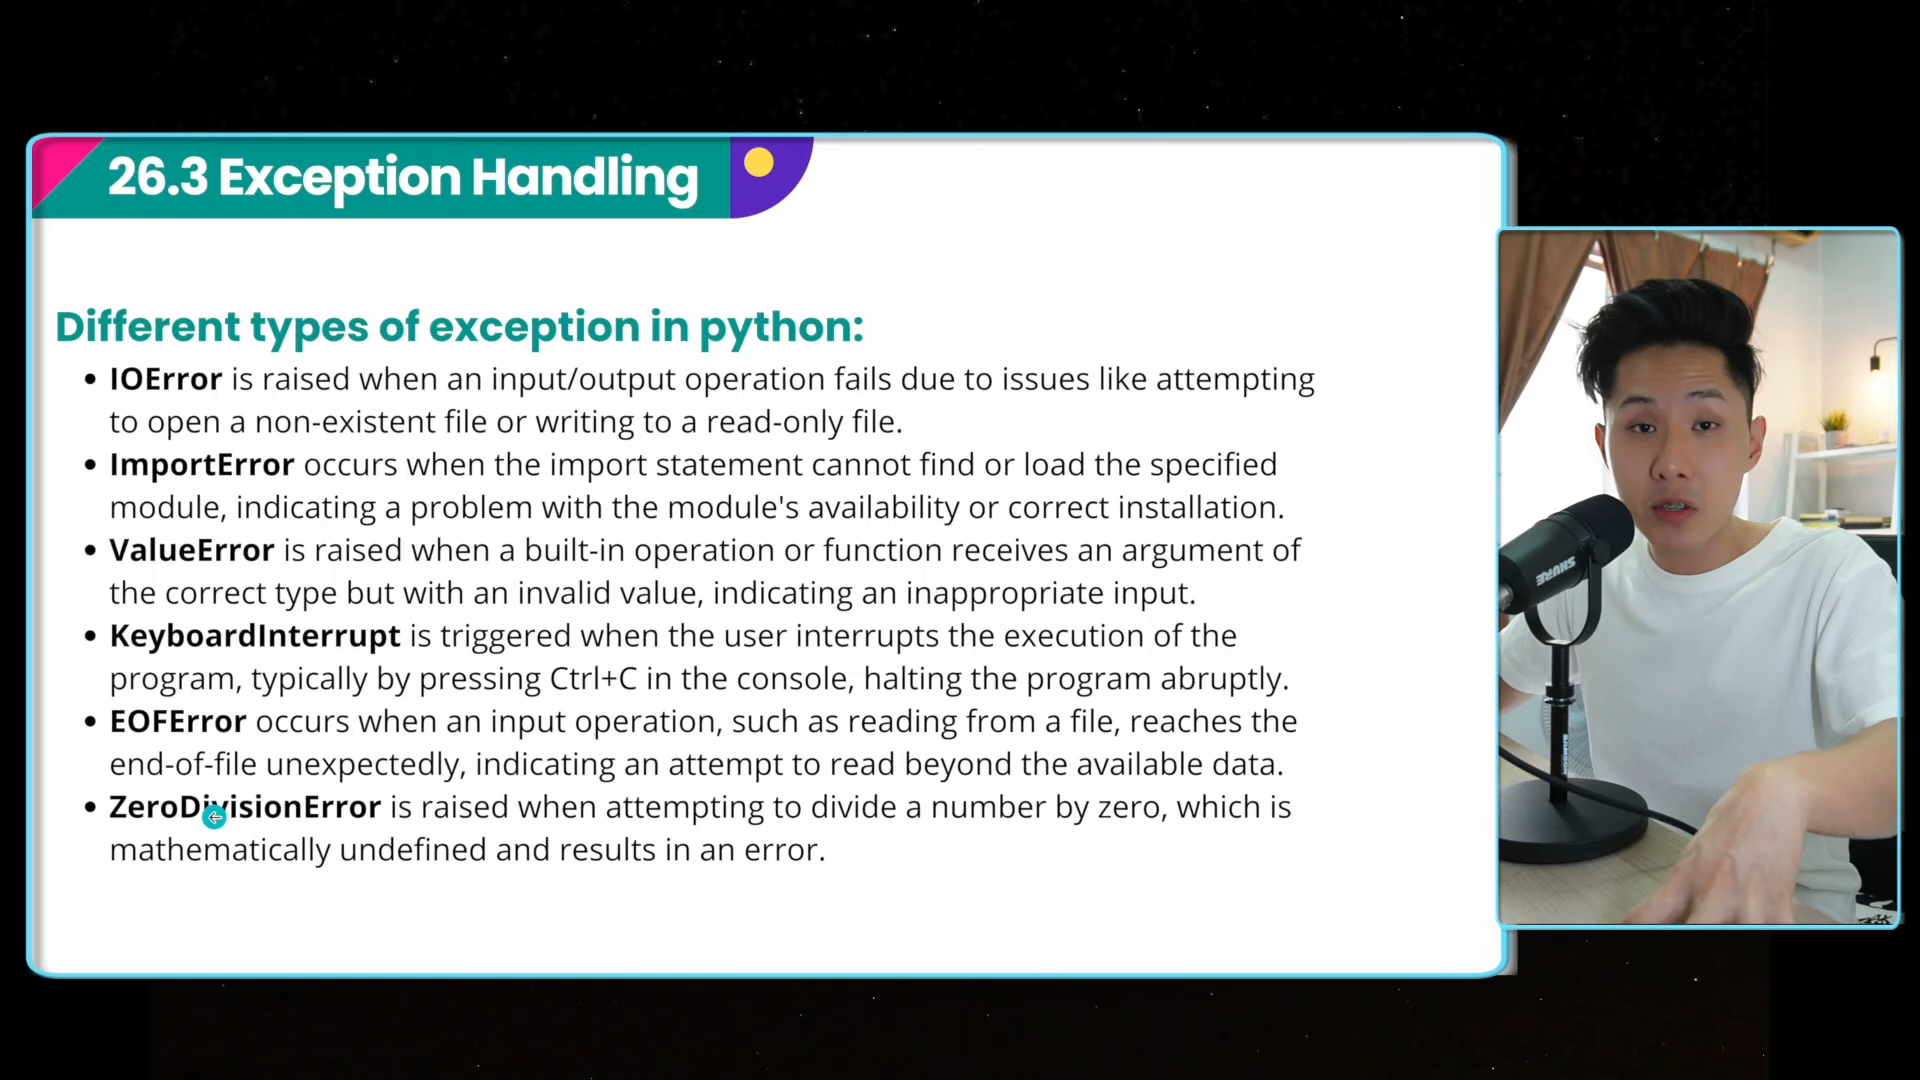 26.3 Exception Handling
Different types of exception in python:
• IOError is raised when an input/output operation fails due to issues like attempting
to open a non-existent file or writing to a read-only file.
• ImportError occurs when the import statement cannot find or load the specified
module, indicating a problem with the module's availability or correct installation.
• ValueError is raised when a built-in operation or function receives an argument of
the correct type but with an invalid value, indicating an inappropriate input.
• KeyboardInterrupt is triggered when the user interrupts the execution of the
program, typically by pressing Ctrl+C in the console, halting the program abruptly.
• EOFError occurs when an input operation, such as reading from a file, reaches the
end-of-file unexpectedly, indicating an attempt to read beyond the available data.
• ZeroDivisionError is raised when attempting to divide a number by zero, which is
mathematically undefined and results in an error.
SHURE
SAMSON